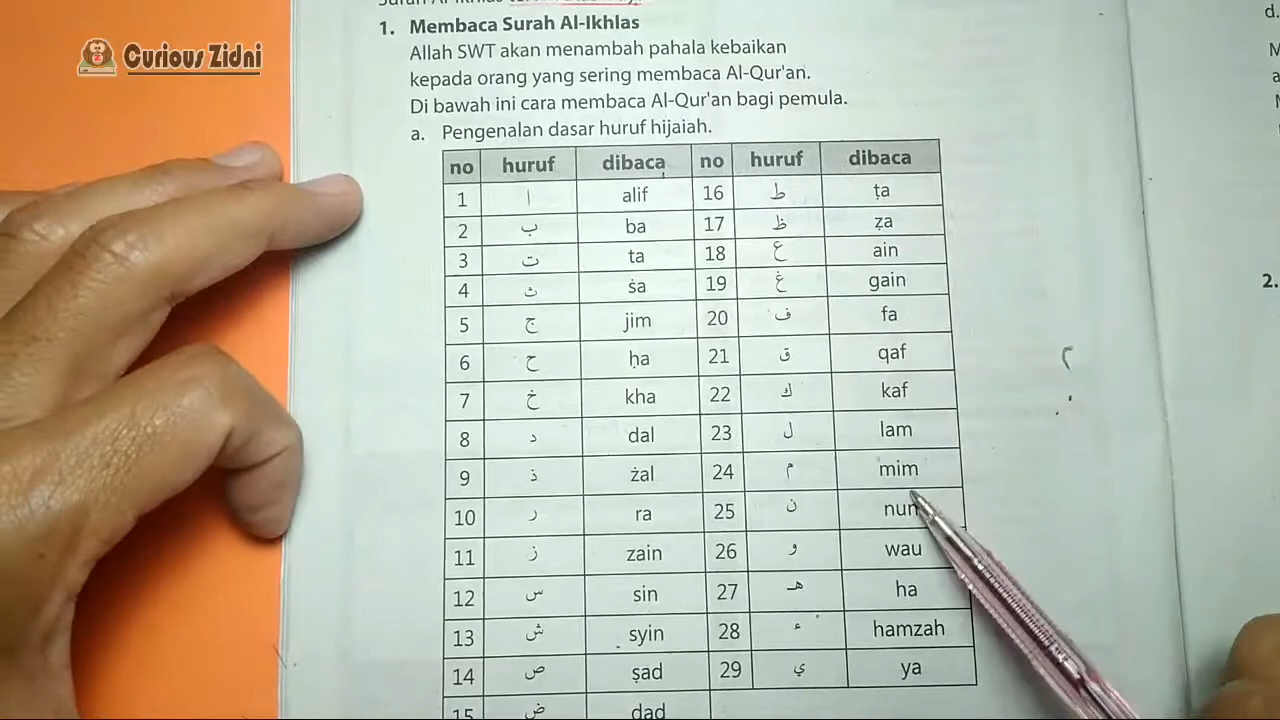 Curious Zidni
1. Membaca Surah Al-Ikhlas
Allah SWT akan menambah pahala kebaikan
kepada orang yang sering membaca Al-Qur'an.
Di bawah ini cara membaca Al-Qur'an bagi pemula.
a. Pengenalan dasar huruf hijaiah.
no huruf dibaca no huruf dibaca
1 ا alif 16 ط ṭa
2 ب ba 17 ظ ẓa
3 ت ta 18 ع ain
4 ث ṡa 19 غ gain
5 ج jim 20 ف fa
6 ح ḥa 21 ق qaf
7 خ kha 22 ك kaf
8 د dal 23 ل lam
9 ذ żal 24 م mim
10 ر ra 25 ن nun
11 ز zain 26 و wau
12 س sin 27 هـ ha
13 ش syin 28 ء hamzah
14 ص ṣad 29 ي ya
15 ض dad
d.
2.